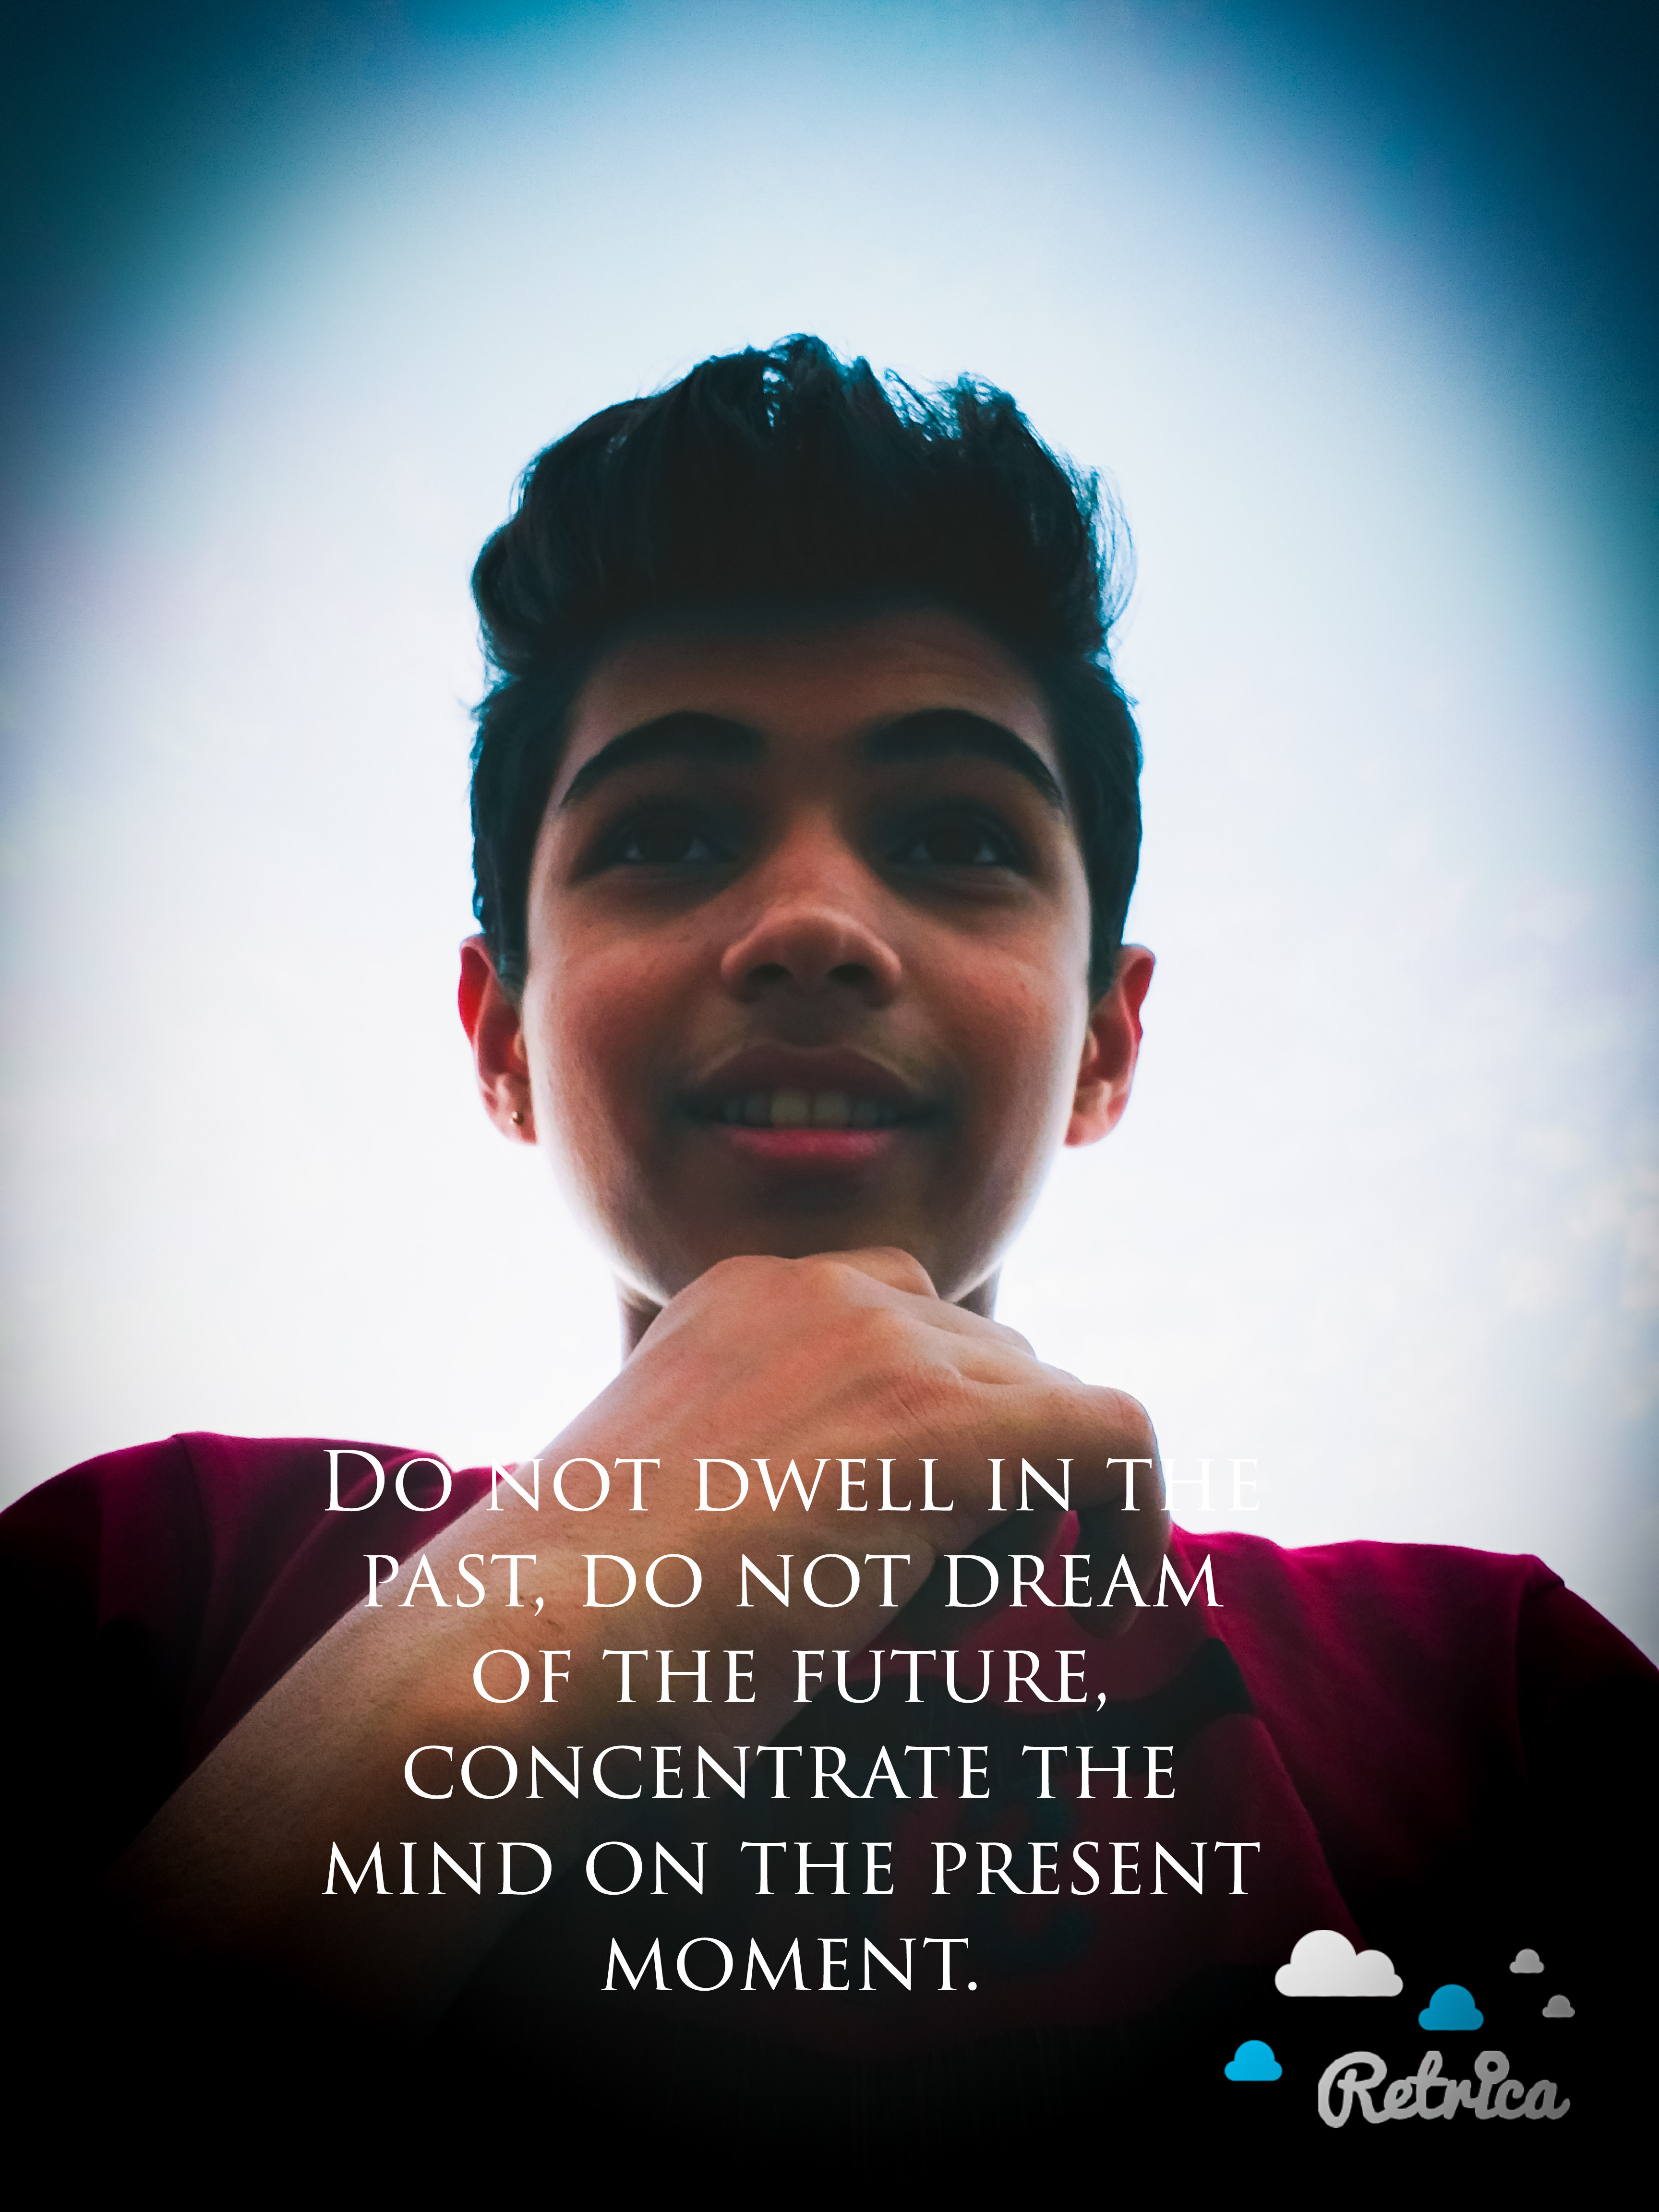 Do not dwell in the
past, do not dream
of the future,
concentrate the
mind on the present
moment.
Retrica